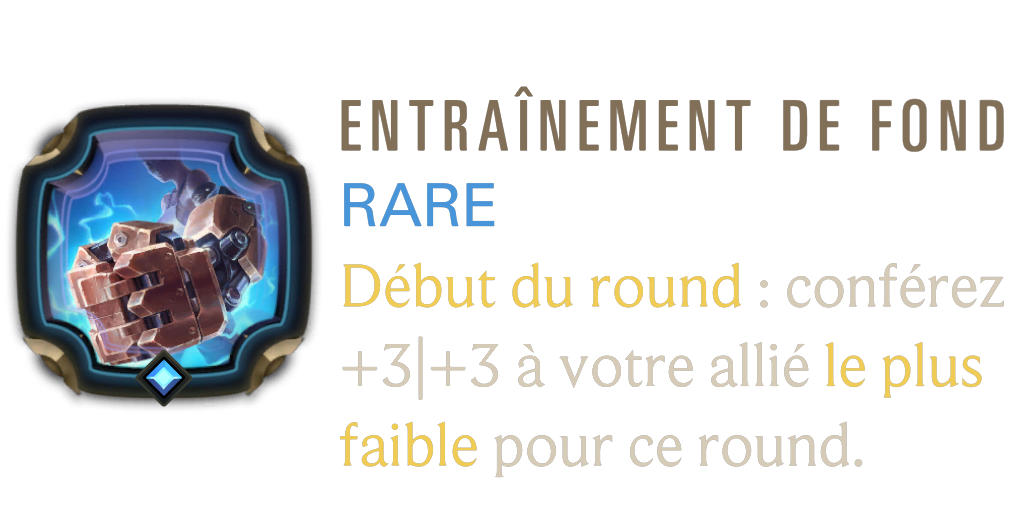 ENTRAÎNEMENT DE FOND
RARE
Début du round : conférez
+3|+3 à votre allié le plus
faible pour ce round.